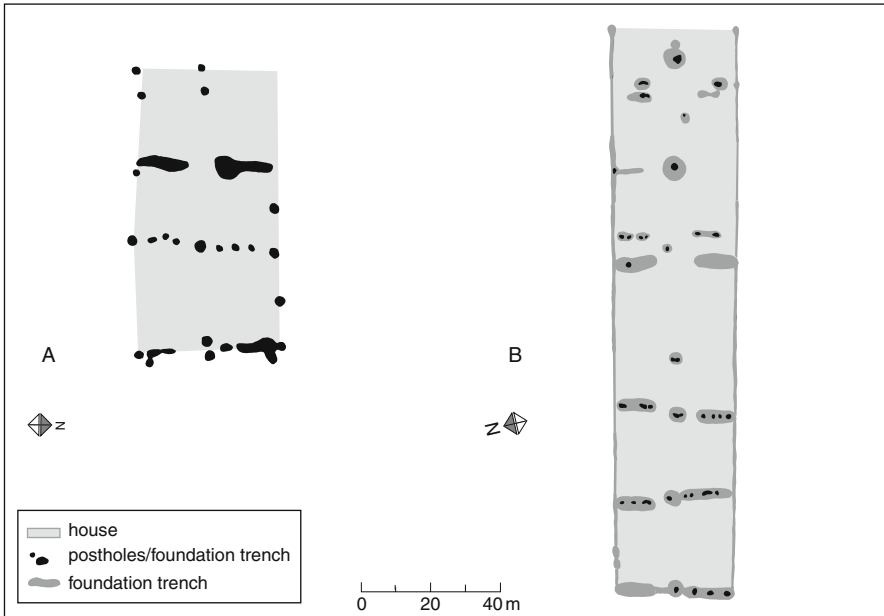 A
B
N
N
house
postholes/foundation trench
foundation trench
0 20 40 m